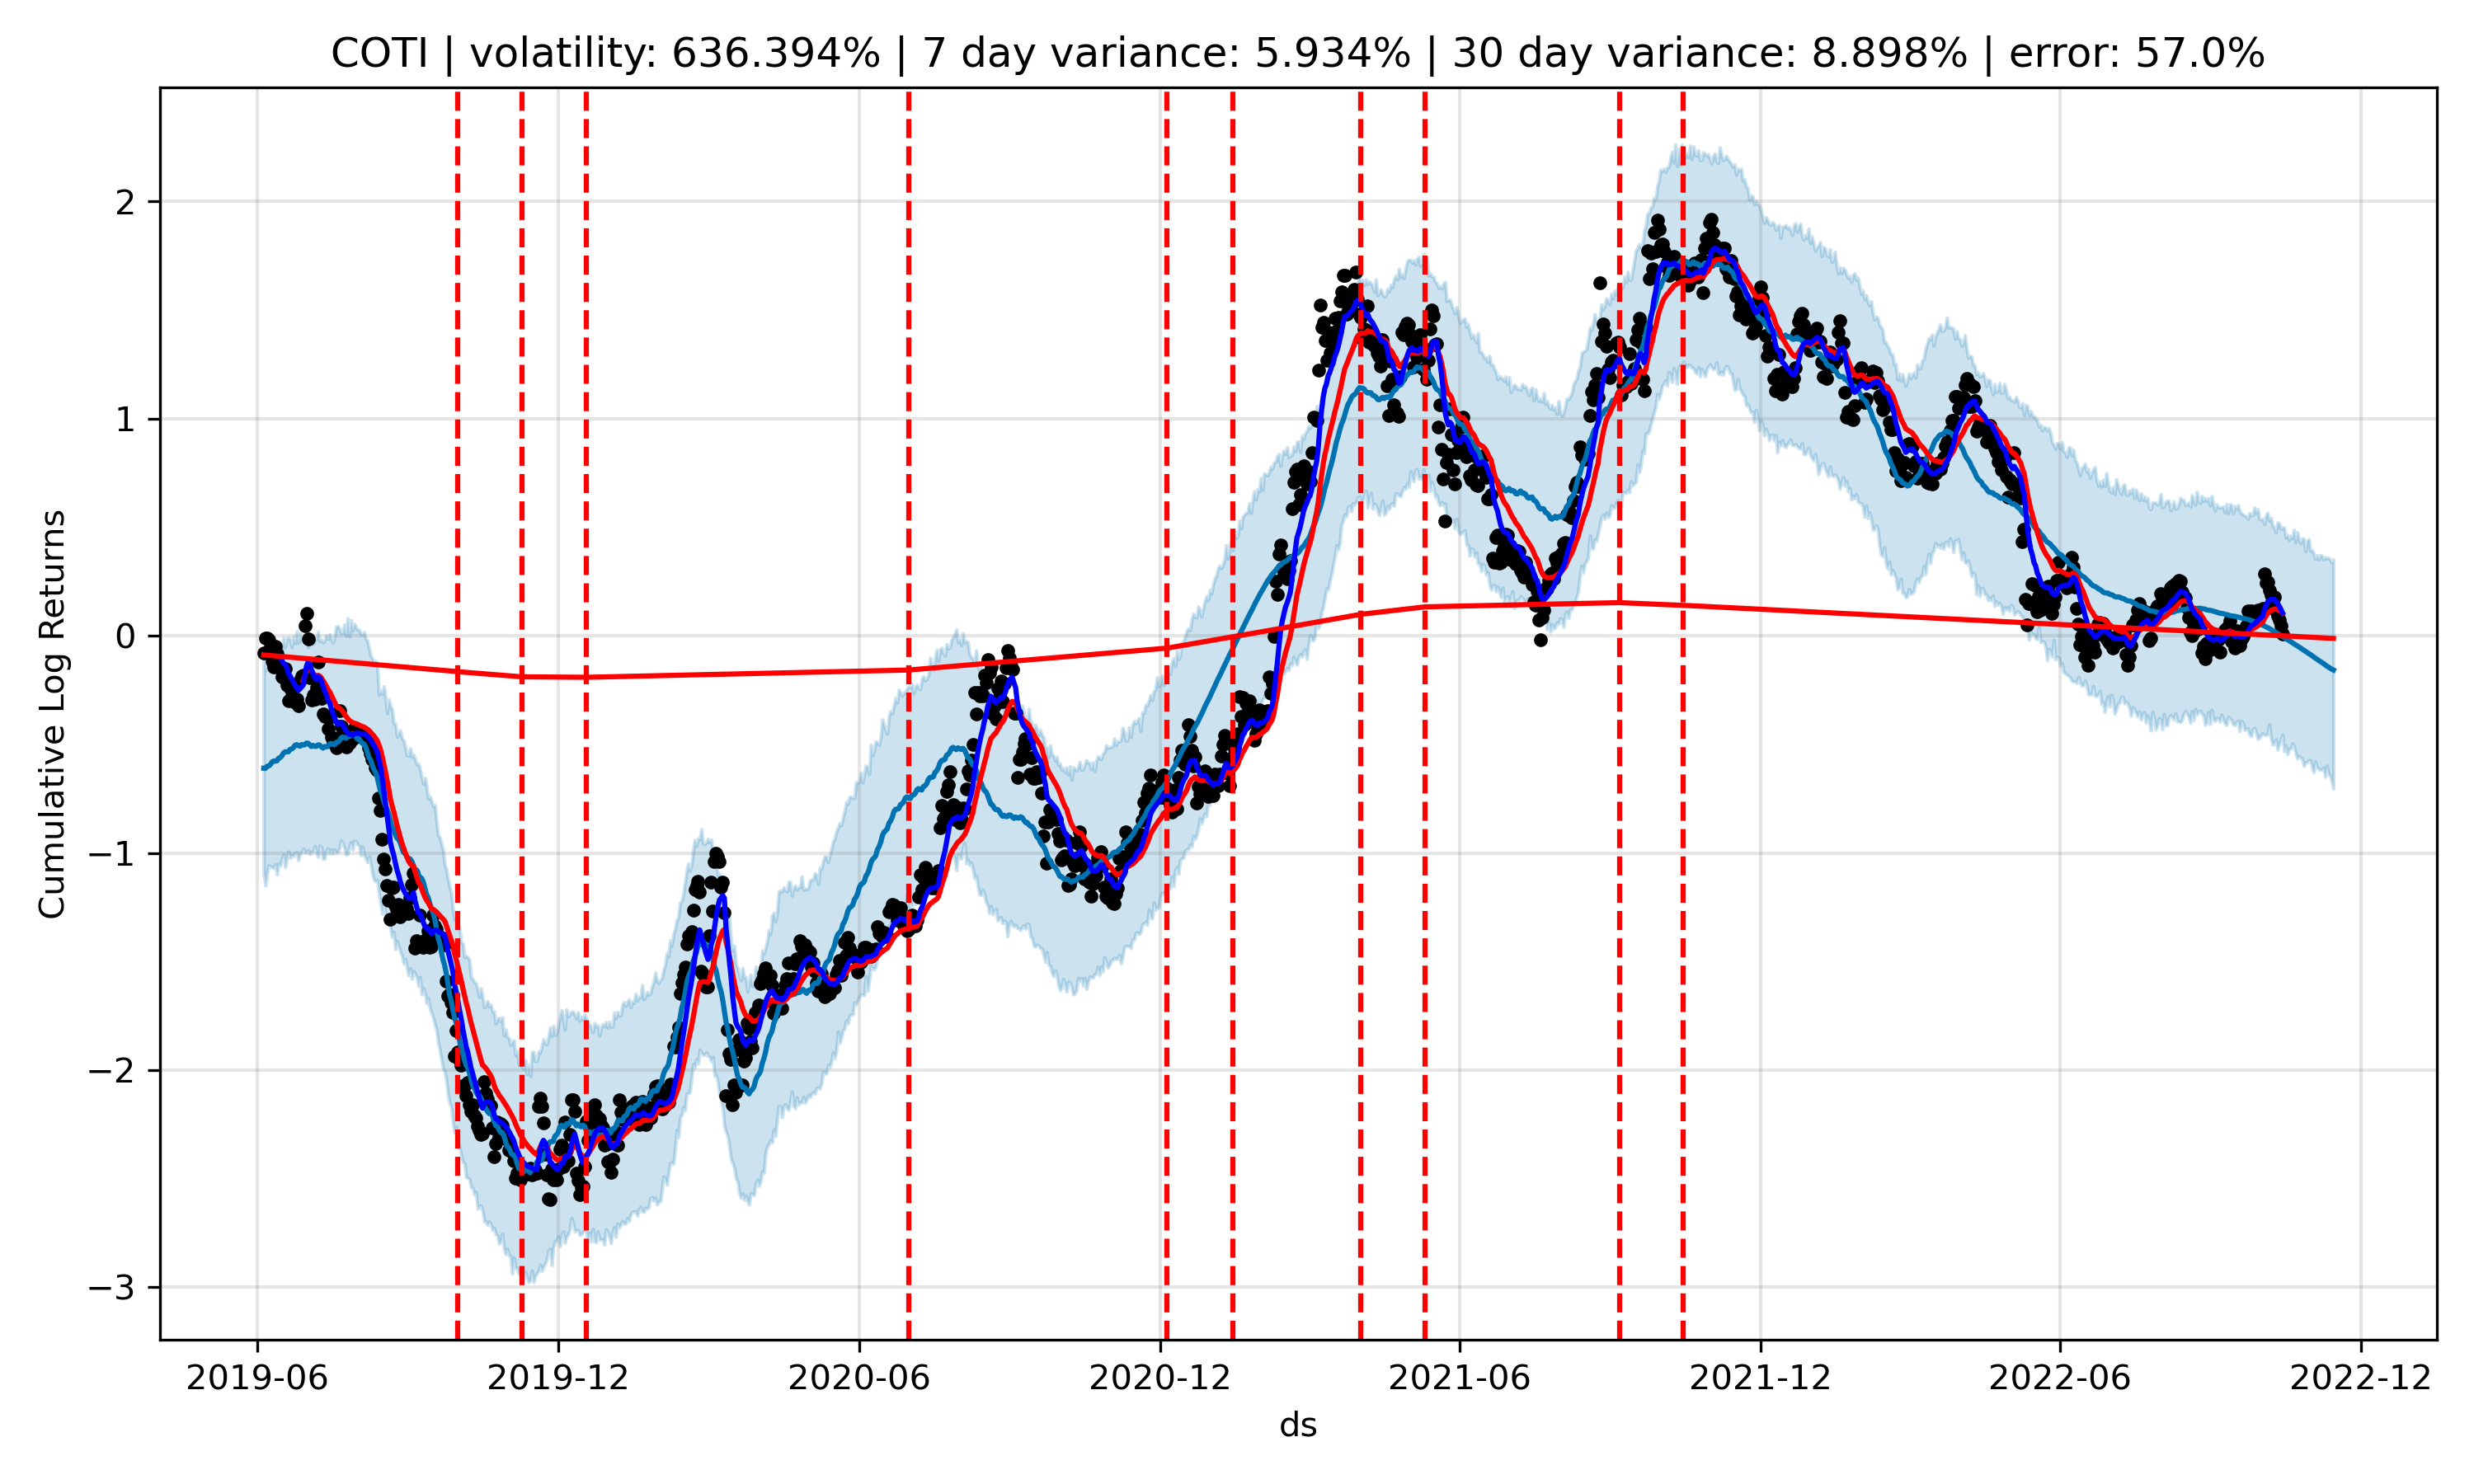 COTI | volatility: 636.394% | 7 day variance: 5.934% | 30 day variance: 8.898% | error: 57.0%
Cumulative Log Returns
2
1
0
−1
−2
−3
2019-06 2019-12 2020-06 2020-12 2021-06 2021-12 2022-06 2022-12
ds